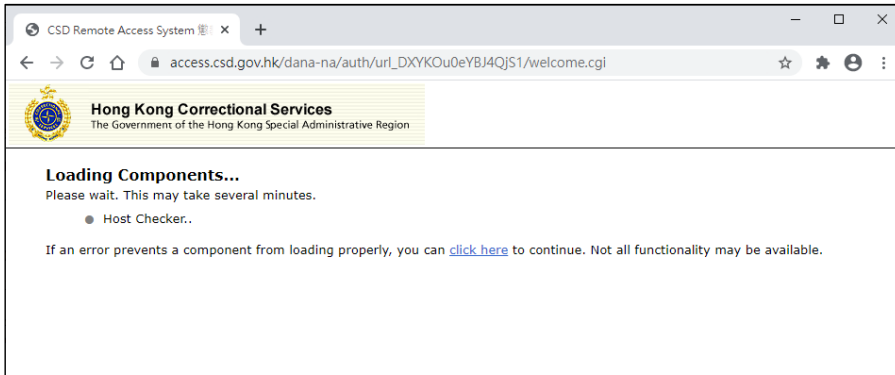 CSD Remote Access System
access.csd.gov.hk/dana-na/auth/url_DXYKOu0eYBJ4QjS1/welcome.cgi
Hong Kong Correctional Services
The Government of the Hong Kong Special Administrative Region
Loading Components...
Please wait. This may take several minutes.
Host Checker..
If an error prevents a component from loading properly, you can click here to continue. Not all functionality may be available.